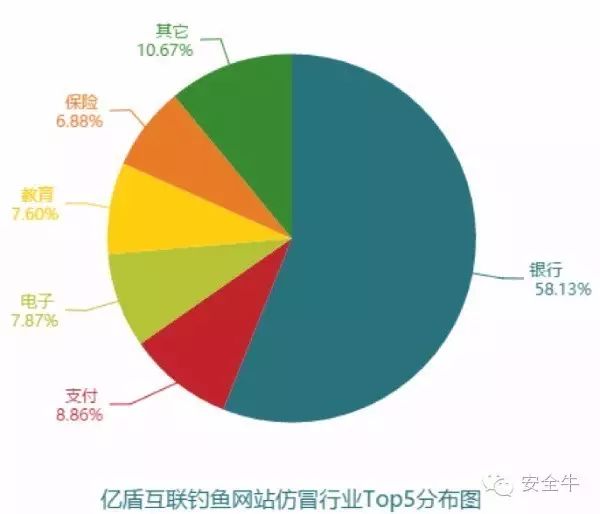 其它
10.67%
保险
6.88%
教育
7.60%
电子
7.87%
支付
8.86%
银行
58.13%
亿盾互联钓鱼网站仿冒行业Top5分布图
安全牛